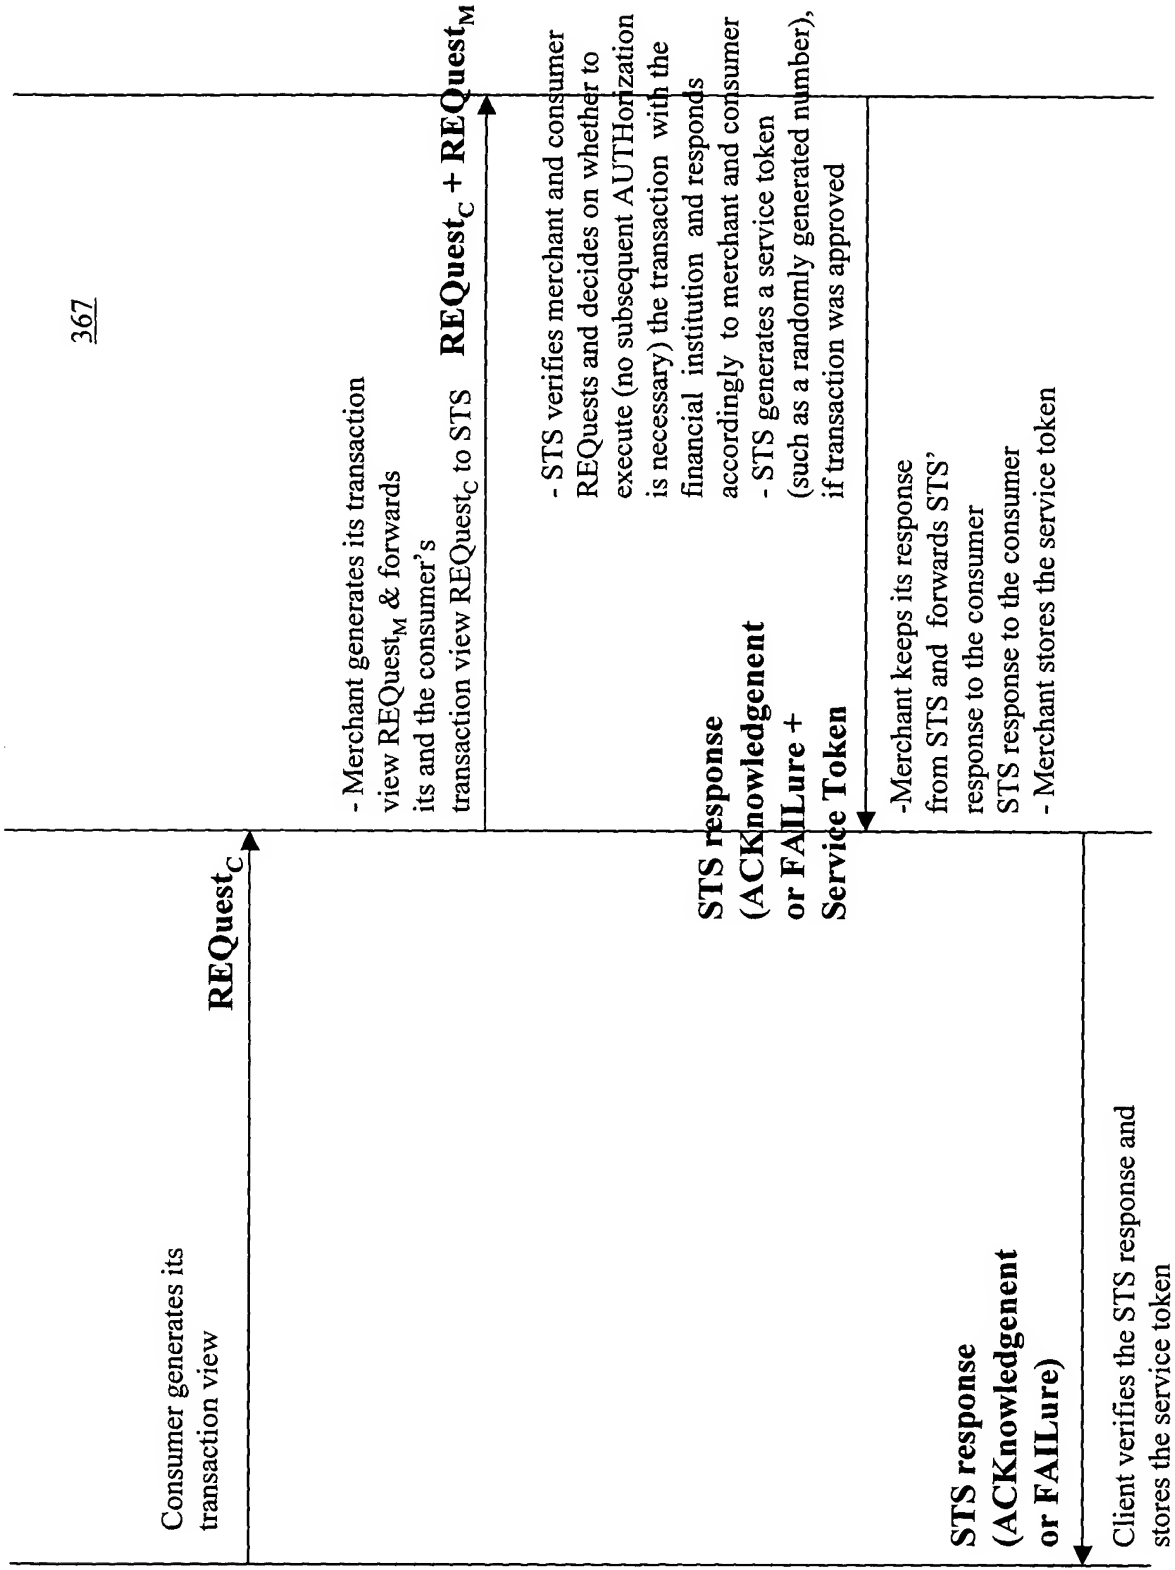 367
Consumer generates its
transaction view
REQuestC
- Merchant generates its transaction
view REQuestM & forwards
its and the consumer's
transaction view REQuestC to STS
REQuestC + REQuestM
- STS verifies merchant and consumer
REQuests and decides on whether to
execute (no subsequent AUTHorization
is necessary) the transaction with the
financial institution and responds
accordingly to merchant and consumer
- STS generates a service token
(such as a randomly generated number),
if transaction was approved
STS response
(ACKnowledgenent
or FAILure +
Service Token
-Merchant keeps its response
from STS and forwards STS’
response to the consumer
STS response to the consumer
- Merchant stores the service token
STS response
(ACKnowledgenent
or FAILure)
Client verifies the STS response and
stores the service token